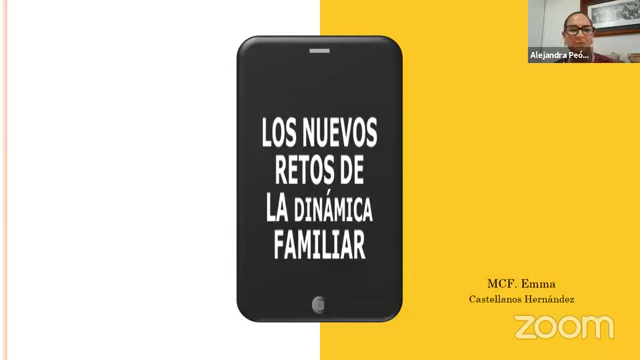 Alejandra Peó...
LOS NUEVOS
RETOS DE
LA DINÁMICA
FAMILIAR
MCF. Emma
Castellanos Hernández
zoom